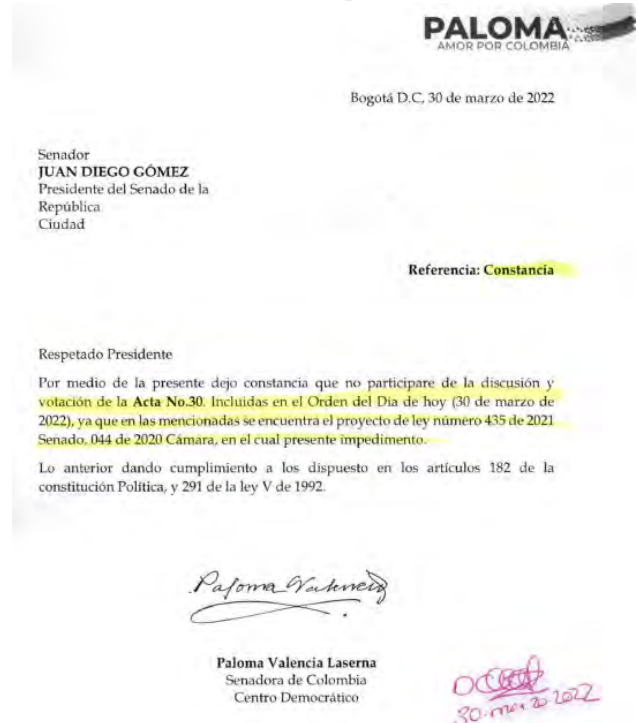 PALOMA
AMOR POR COLOMBIA
Bogotá D.C, 30 de marzo de 2022
Senador
JUAN DIEGO GÓMEZ
Presidente del Senado de la
República
Ciudad
Referencia: Constancia
Respetado Presidente
Por medio de la presente dejo constancia que no participare de la discusión y
votación de la Acta No.30. Incluidas en el Orden del Día de hoy (30 de marzo de
2022), ya que en las mencionadas se encuentra el proyecto de ley número 435 de 2021
Senado, 044 de 2020 Cámara, en el cual presente impedimento.
Lo anterior dando cumplimiento a los dispuesto en los artículos 182 de la
constitución Política, y 291 de la ley V de 1992.
Paloma Valencia
Paloma Valencia Laserna
Senadora de Colombia
Centro Democrático
30-mar-20-2022